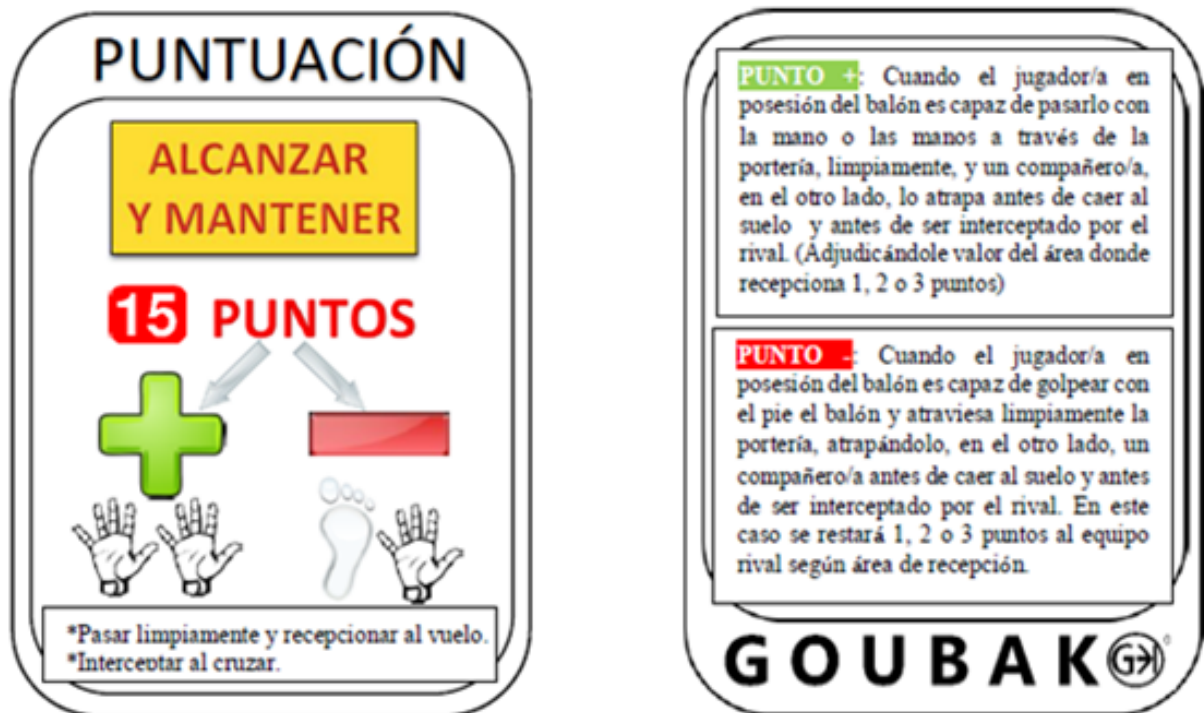 PUNTUACIÓN
ALCANZAR
Y MANTENER
15 PUNTOS
*Pasar limpiamente y recepcionar al vuelo.
*Interceptar al cruzar.
PUNTO +: Cuando el jugador/a en
posesión del balón es capaz de pasarlo con
la mano o las manos a través de la
portería, limpiamente, y un compañero/a,
en el otro lado, lo atrapa antes de caer al
suelo y antes de ser interceptado por el
rival. (Adjudicándole valor del área donde
recepciona 1, 2 o 3 puntos)
PUNTO -: Cuando el jugador/a en
posesión del balón es capaz de golpear con
el pie el balón y atraviesa limpiamente la
portería, atrapándolo, en el otro lado, un
compañero/a antes de caer al suelo y antes
de ser interceptado por el rival. En este
caso se restará 1, 2 o 3 puntos al equipo
rival según área de recepción.
GOUBAK